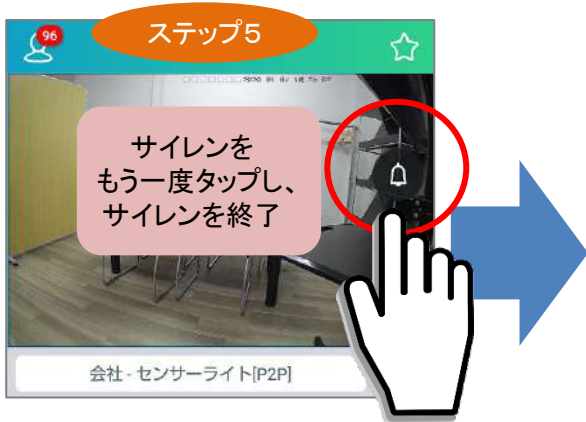 96
ステップ5
サイレンを
もう一度タップし、
サイレンを終了
会社 - センサーライト[P2P]